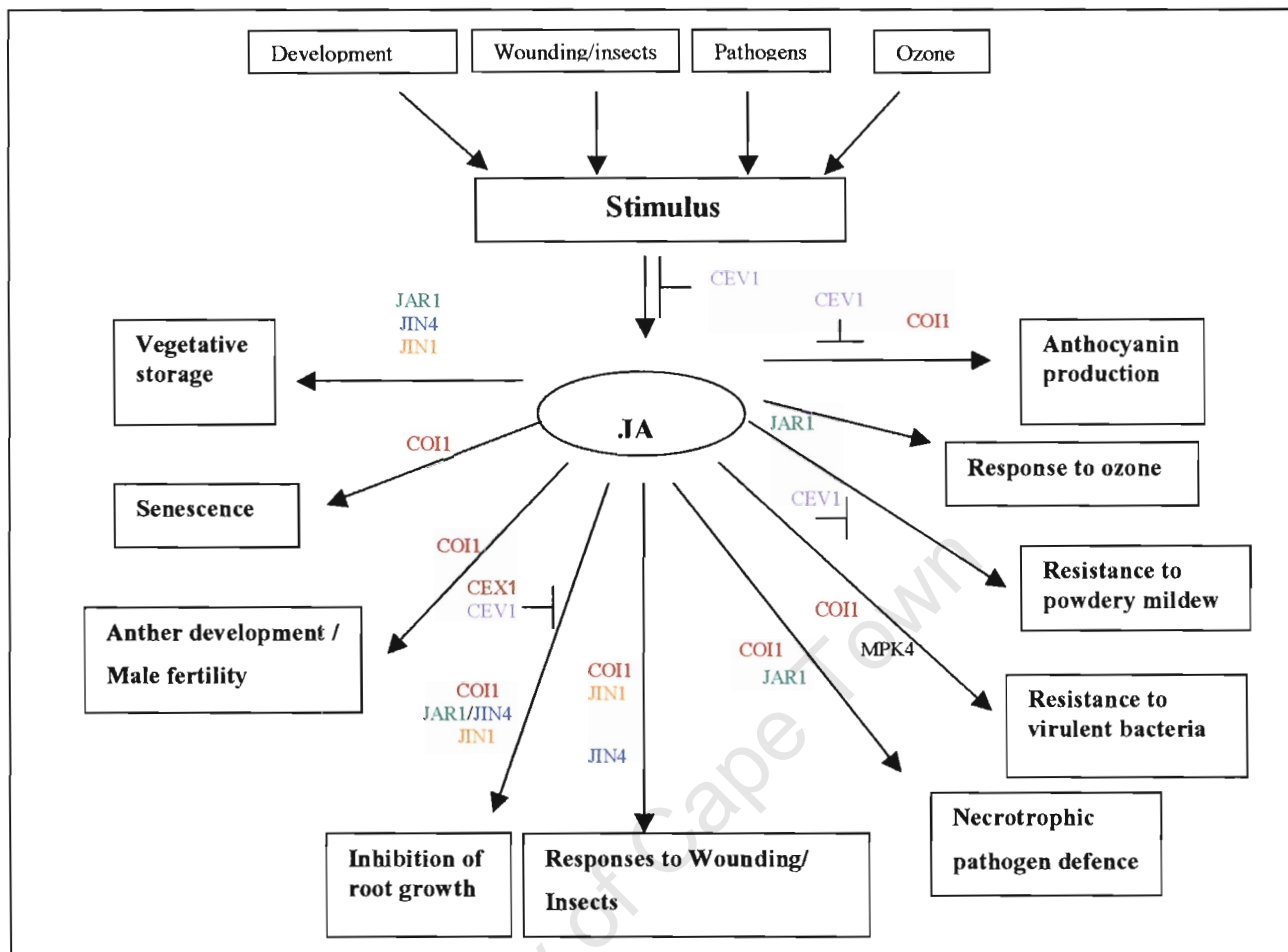 Development
Wounding/insects
Pathogens
Ozone
Stimulus
CEV1
CEV1
COI1
JAR1
JIN4
JIN1
Vegetative
storage
Anthocyanin
production
JA
JAR1
COI1
Response to ozone
Senescence
CEV1
COI1
CEX1
CEV1
Resistance to
powdery mildew
Anther development /
Male fertility
COI1
MPK4
COI1
JAR1
COI1
JIN1
COI1
JAR1/JIN4
JIN1
JIN4
Resistance to
virulent bacteria
Necrotrophic
pathogen defence
Inhibition of
root growth
Responses to Wounding/
Insects
of Cape Town